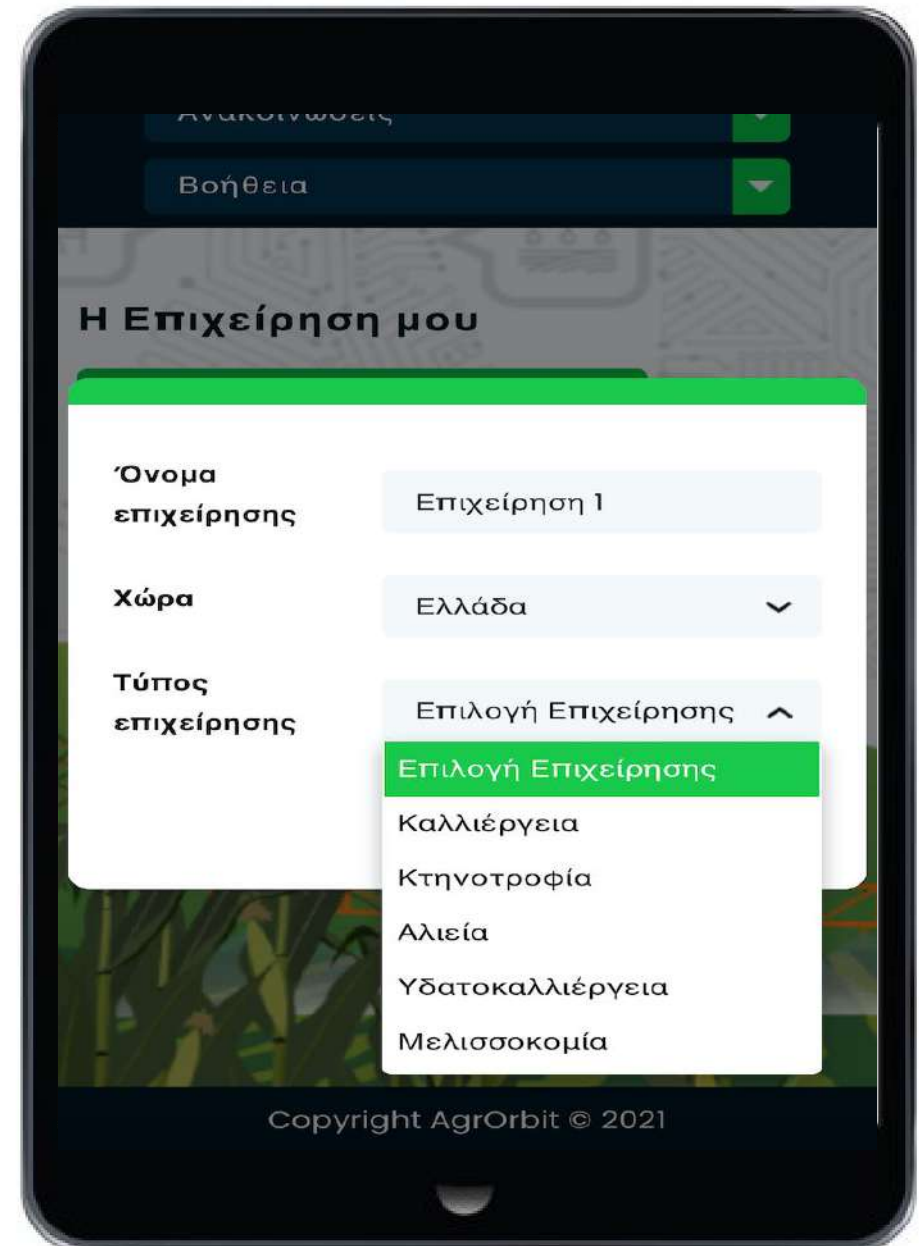 Ανακοινώσεις
Βοήθεια
Η Επιχείρηση μου
Όνομα
επιχείρησης
Επιχείρηση 1
Χώρα
Ελλάδα
Τύπος
επιχείρησης
Επιλογή Επιχείρησης
Επιλογή Επιχείρησης
Καλλιέργεια
Κτηνοτροφία
Αλιεία
Υδατοκαλλιέργεια
Μελισσοκομία
Copyright AgrOrbit © 2021